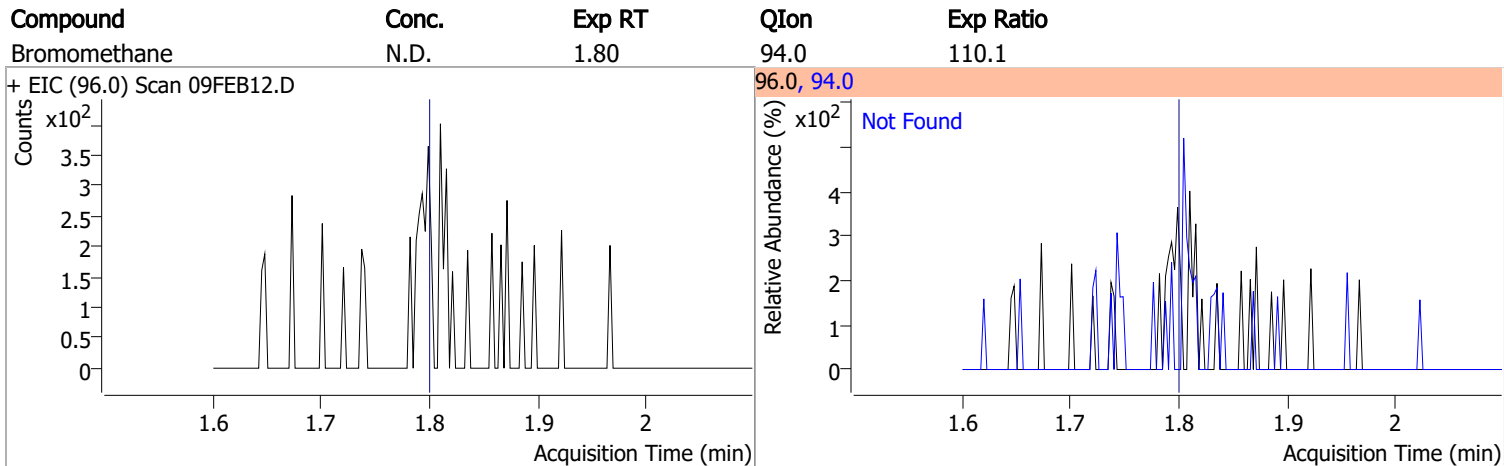 Compound Conc. Exp RT QIon Exp Ratio
Bromomethane N.D. 1.80 94.0 110.1
+ EIC (96.0) Scan 09FEB12.D
Counts
x10²
3.5
3
2.5
2
1.5
1
0.5
0
1.6 1.7 1.8 1.9 2
Acquisition Time (min)
96.0, 94.0
Relative Abundance (%)
x10²
Not Found
4
3
2
1
0
1.6 1.7 1.8 1.9 2
Acquisition Time (min)